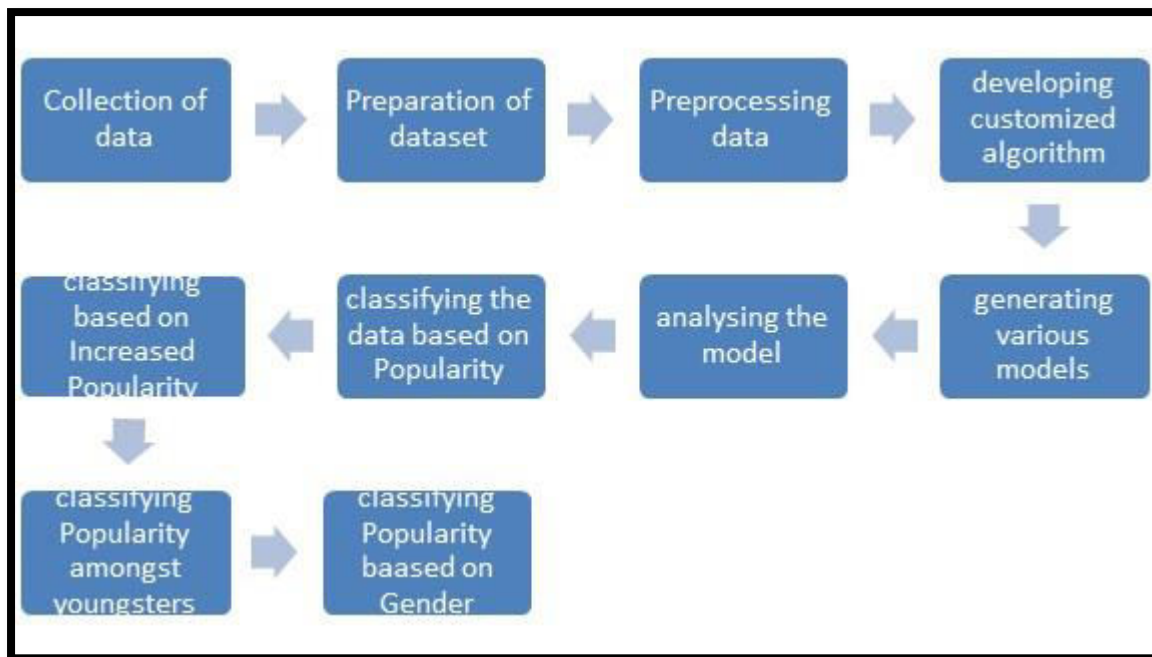 Collection of
data
Preparation of
dataset
Preprocessing
data
developing
customized
algorithm
generating
various
models
analysing the
model
classifying the
data based on
Popularity
classifying
based on
Increased
Popularity
classifying
Popularity
amongst
youngsters
classifying
Popularity
baased on
Gender